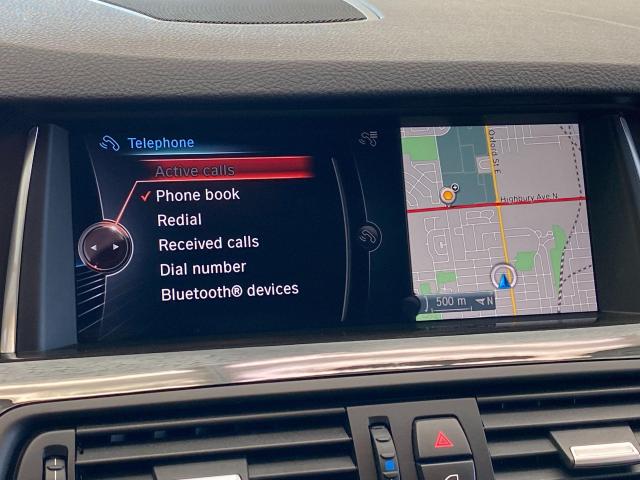 Telephone
Active calls
Phone book
Redial
Received calls
Dial number
Bluetooth® devices
Oxford St E
Highbury Ave N
500 m
N